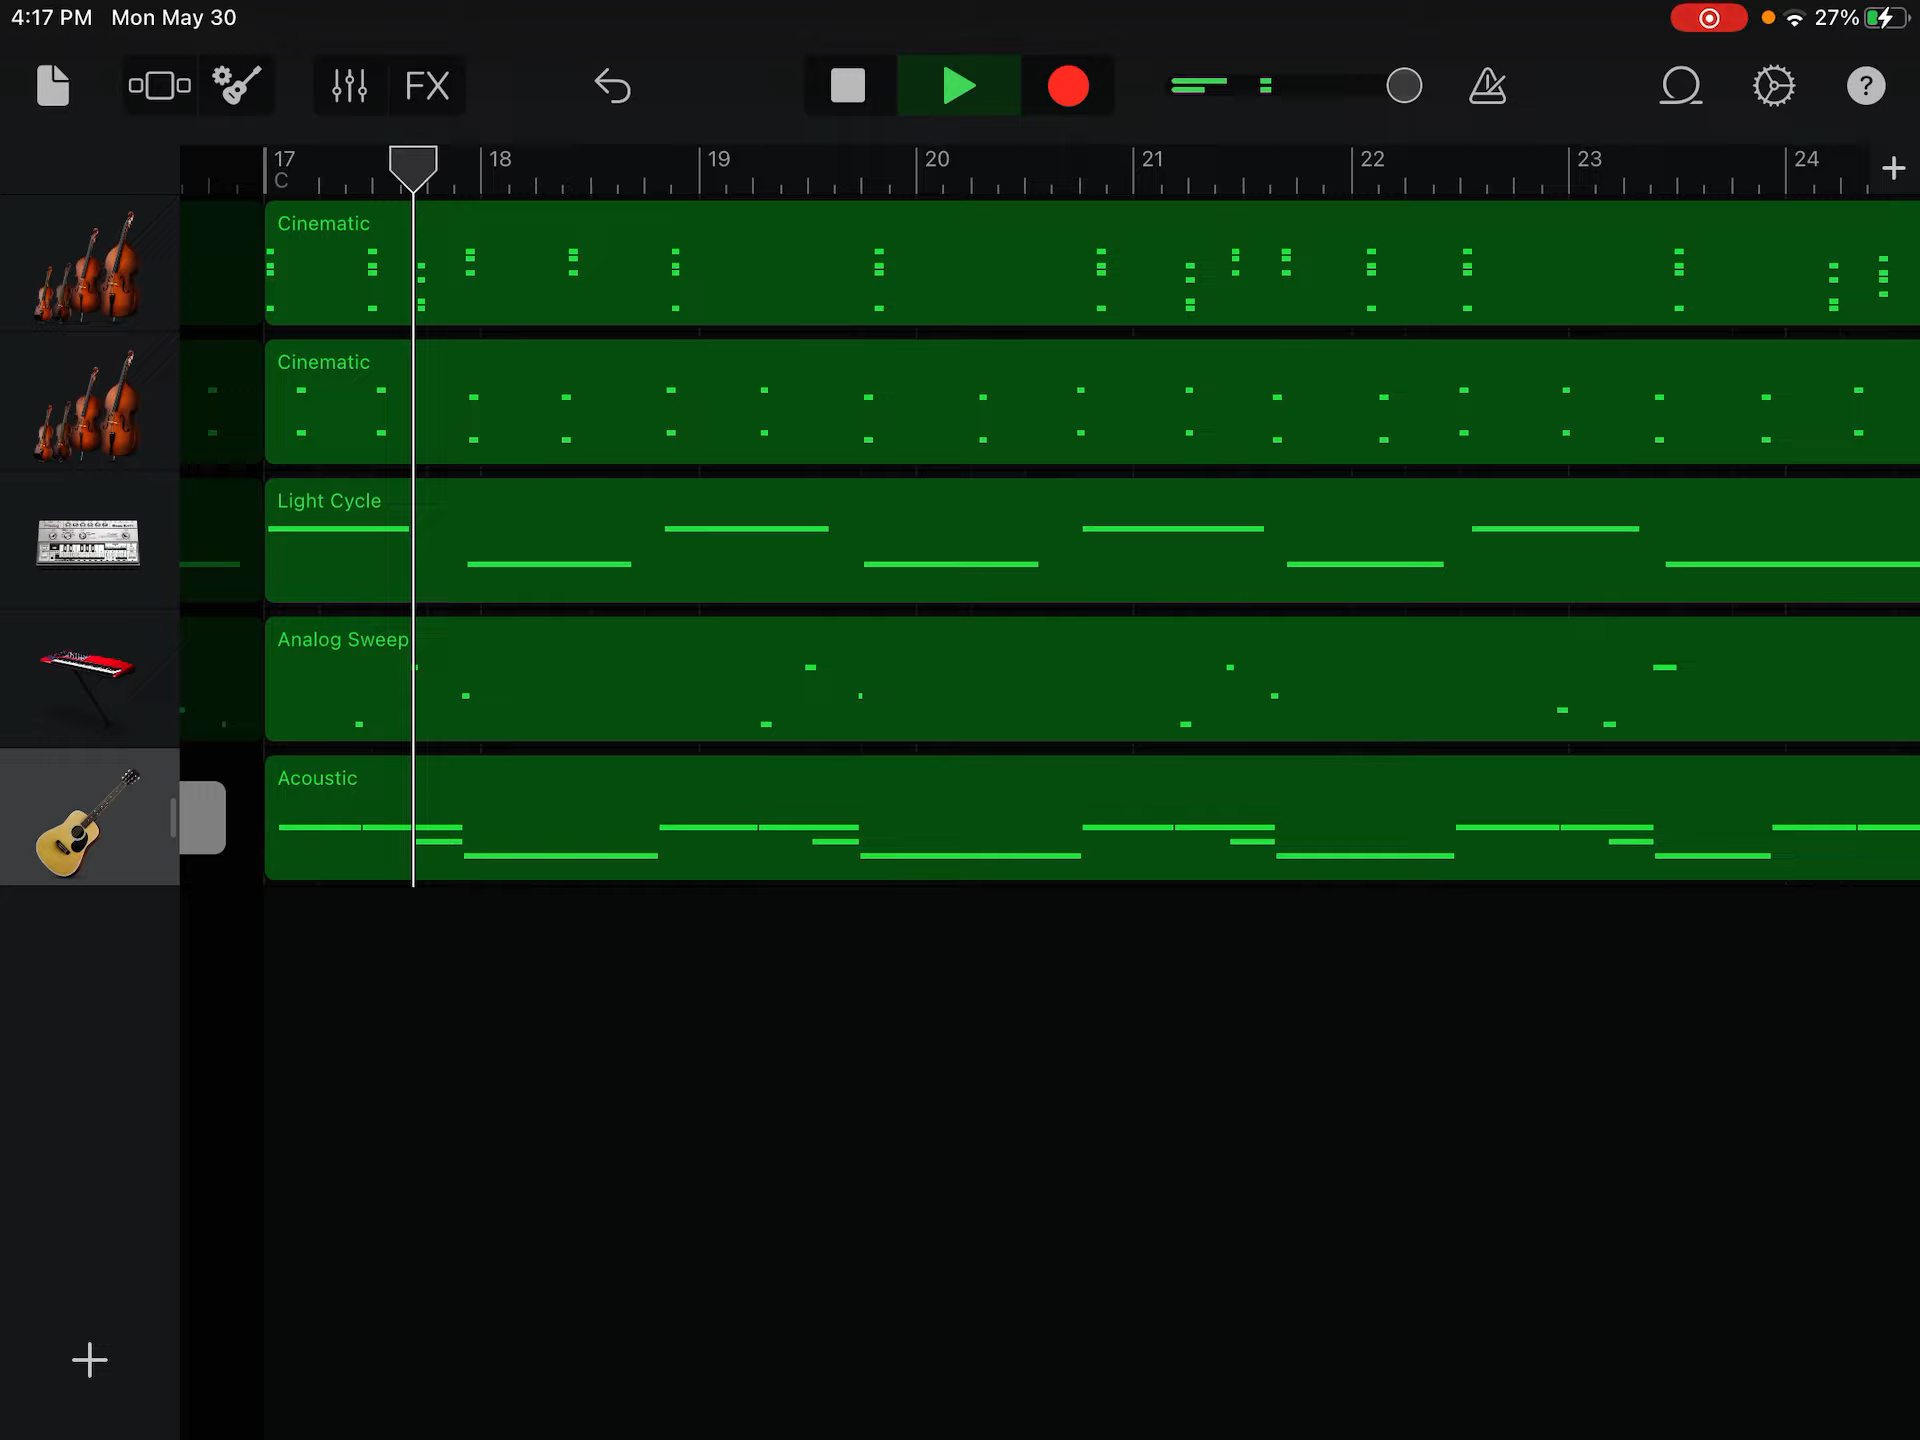 4:17 PM Mon May 30
27%
FX
?
17 18 19 20 21 22 23 24
C
Cinematic
Cinematic
Light Cycle
Analog Sweep
Acoustic